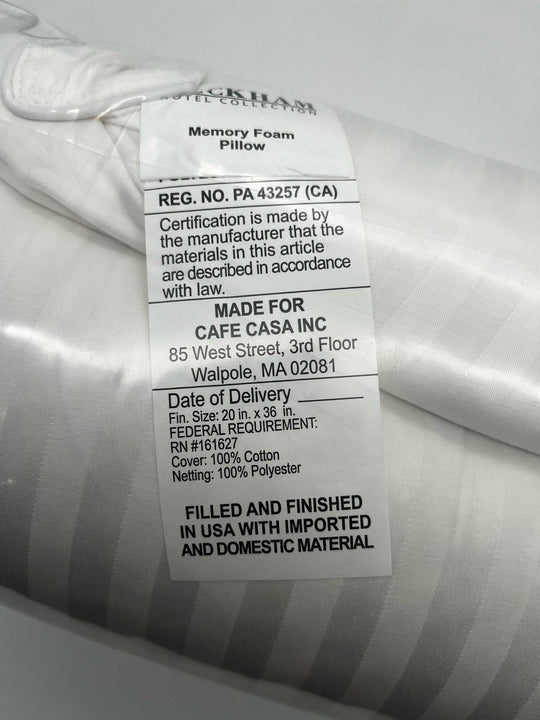 HOTEL COLLECTION
Memory Foam
Pillow
REG. NO. PA 43257 (CA)
Certification is made by
the manufacturer that the
materials in this article
are described in accordance
with law.
MADE FOR
CAFE CASA INC
85 West Street, 3rd Floor
Walpole, MA 02081
Date of Delivery
Fin. Size: 20 in. x 36 in.
FEDERAL REQUIREMENT:
RN #161627
Cover: 100% Cotton
Netting: 100% Polyester
FILLED AND FINISHED
IN USA WITH IMPORTED
AND DOMESTIC MATERIAL